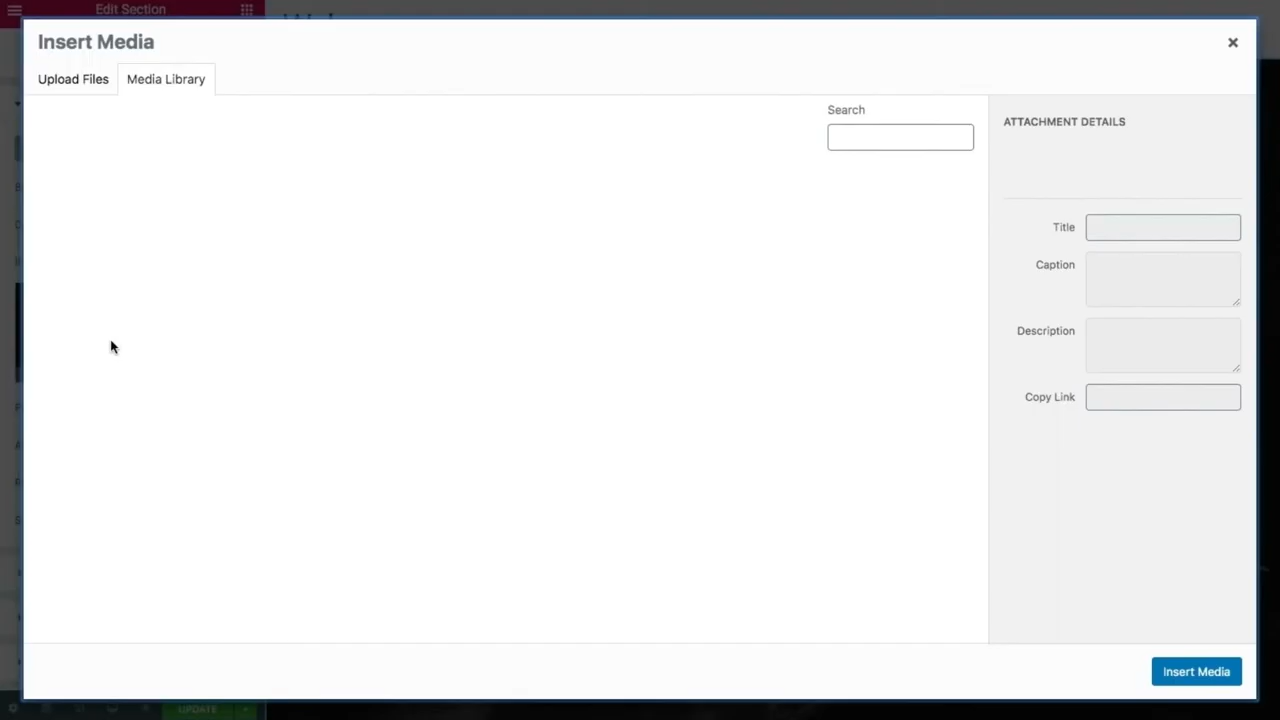 Edit Section
Insert Media
Upload Files
Media Library
Search
ATTACHMENT DETAILS
Title
Caption
Description
Copy Link
Insert Media
UPDATE